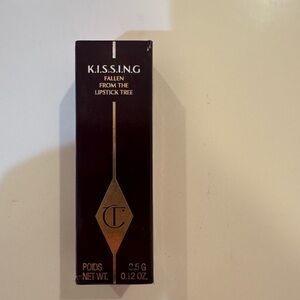 K.I.S.S.I.N.G
FALLEN
FROM THE
LIPSTICK TREE
CT
POIDS 3.5 G
NET WT. 0.12 OZ.